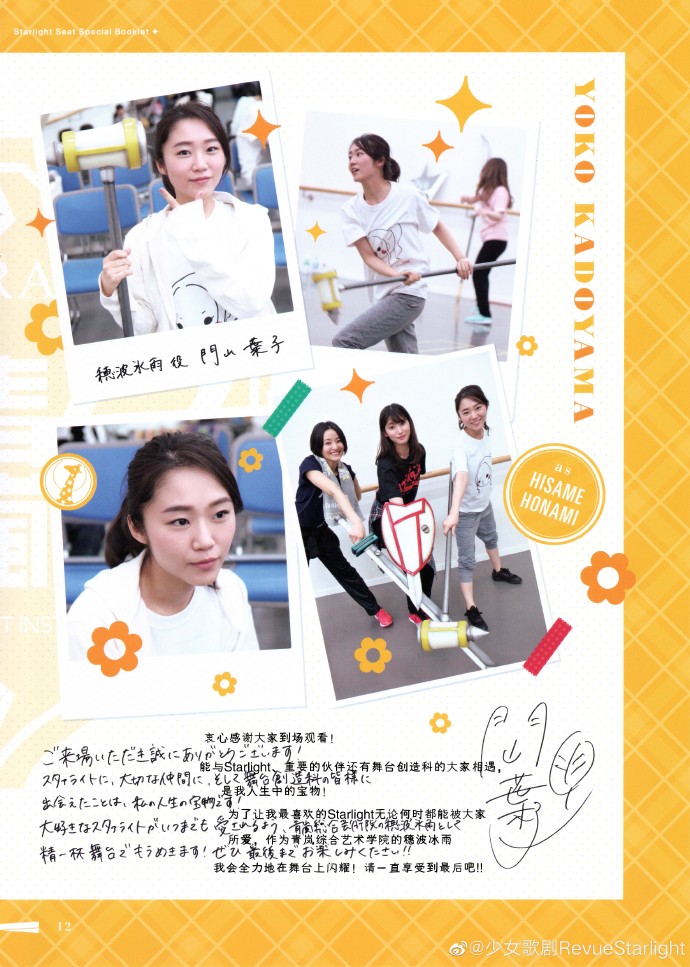 Starlight Seat Special Booklet
YOKO KADOYAMA
as
HISAME
HONAMI
穂波氷雨 役 門山 葉子
衷心感谢大家到场观看！
ご来場いただき誠にありがとうございます！
能与Starlight、重要的伙伴还有舞台创造科的大家相遇，
スタァライトに、大切な仲間に、そして舞台創造科の皆様に
是我人生中的宝物！
出会えたことは、私の人生の宝物です！
为了让我最喜欢的Starlight无论何时都能被大家
大好きなスタァライトがいつまでも愛されるよう、青嵐総合芸術院の穂波氷雨として
所爱，作为青岚综合艺术学院的穗波冰雨
精一杯舞台できらめきます！ぜひ最後までお楽しみください!!
我会全力地在舞台上闪耀！请一直享受到最后吧!!
門山葉子
12
@少女歌剧RevueStarlight